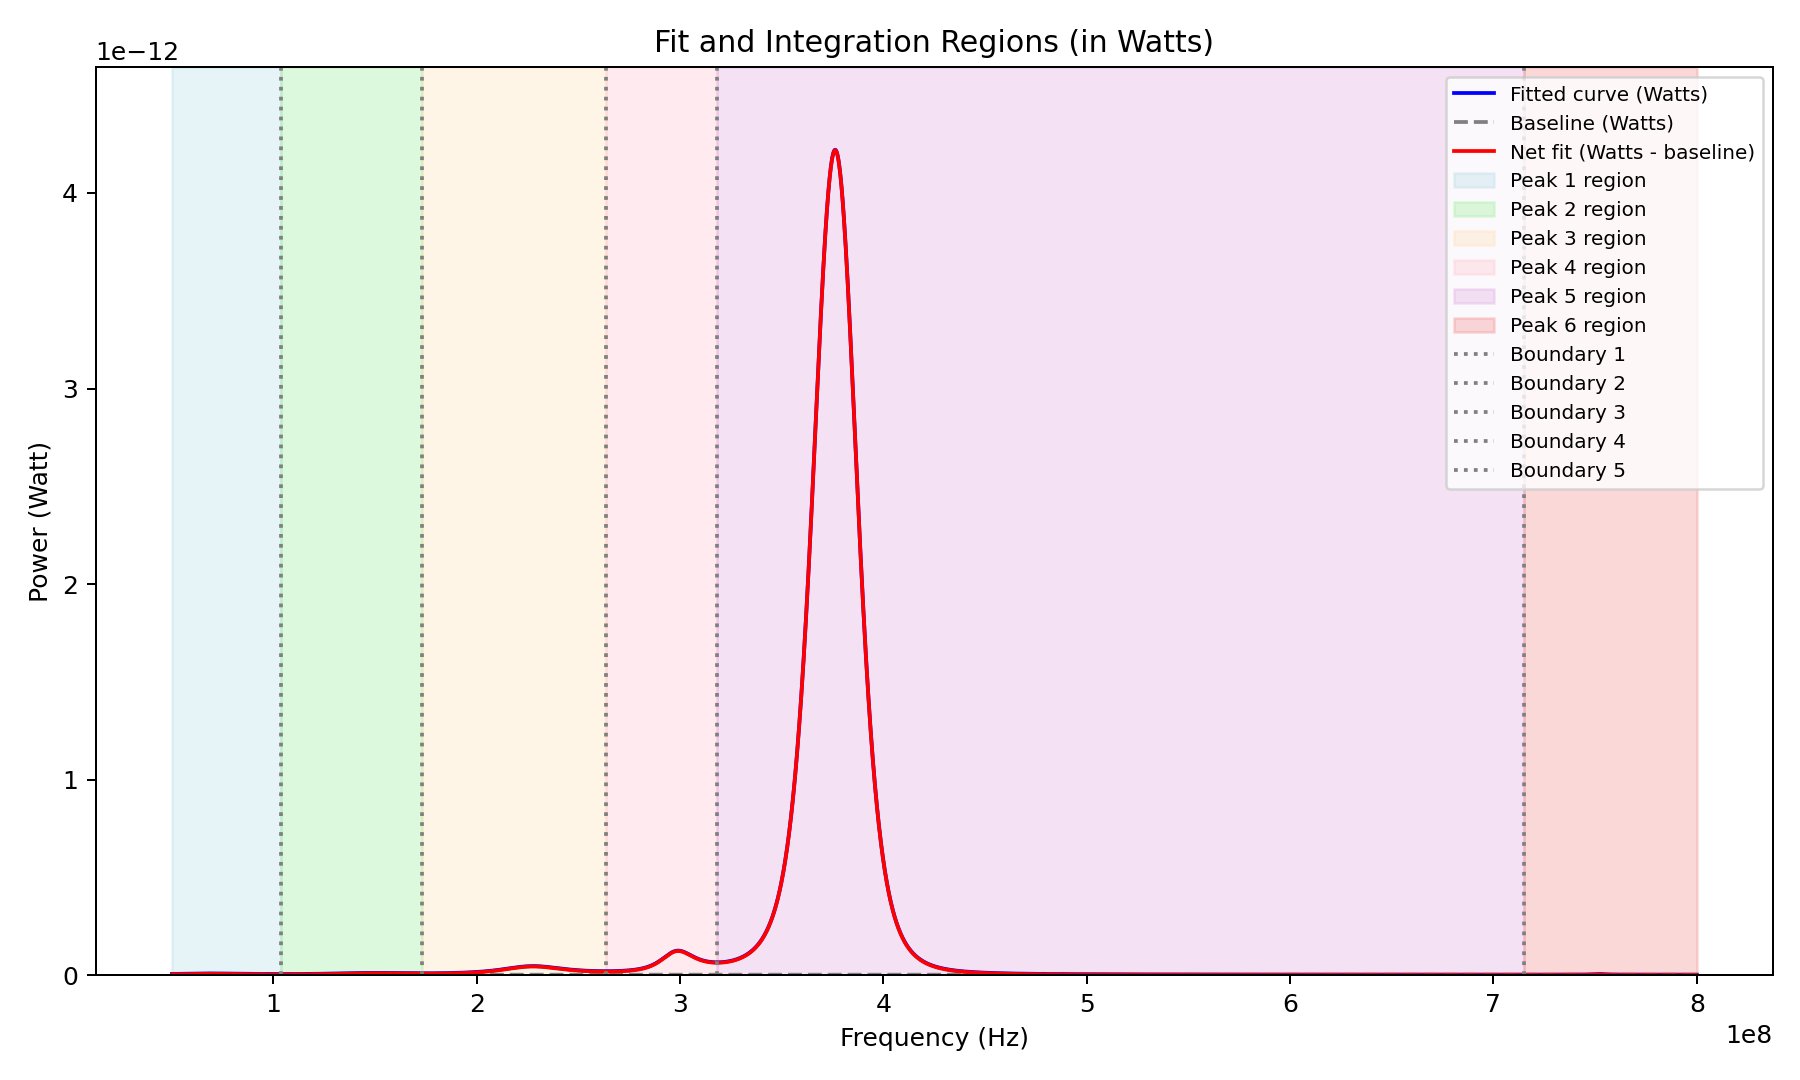 Fit and Integration Regions (in Watts)
1e−12
4
3
2
1
0
Power (Watt)
Fitted curve (Watts)
Baseline (Watts)
Net fit (Watts - baseline)
Peak 1 region
Peak 2 region
Peak 3 region
Peak 4 region
Peak 5 region
Peak 6 region
Boundary 1
Boundary 2
Boundary 3
Boundary 4
Boundary 5
1 2 3 4 5 6 7 8
Frequency (Hz)
1e8